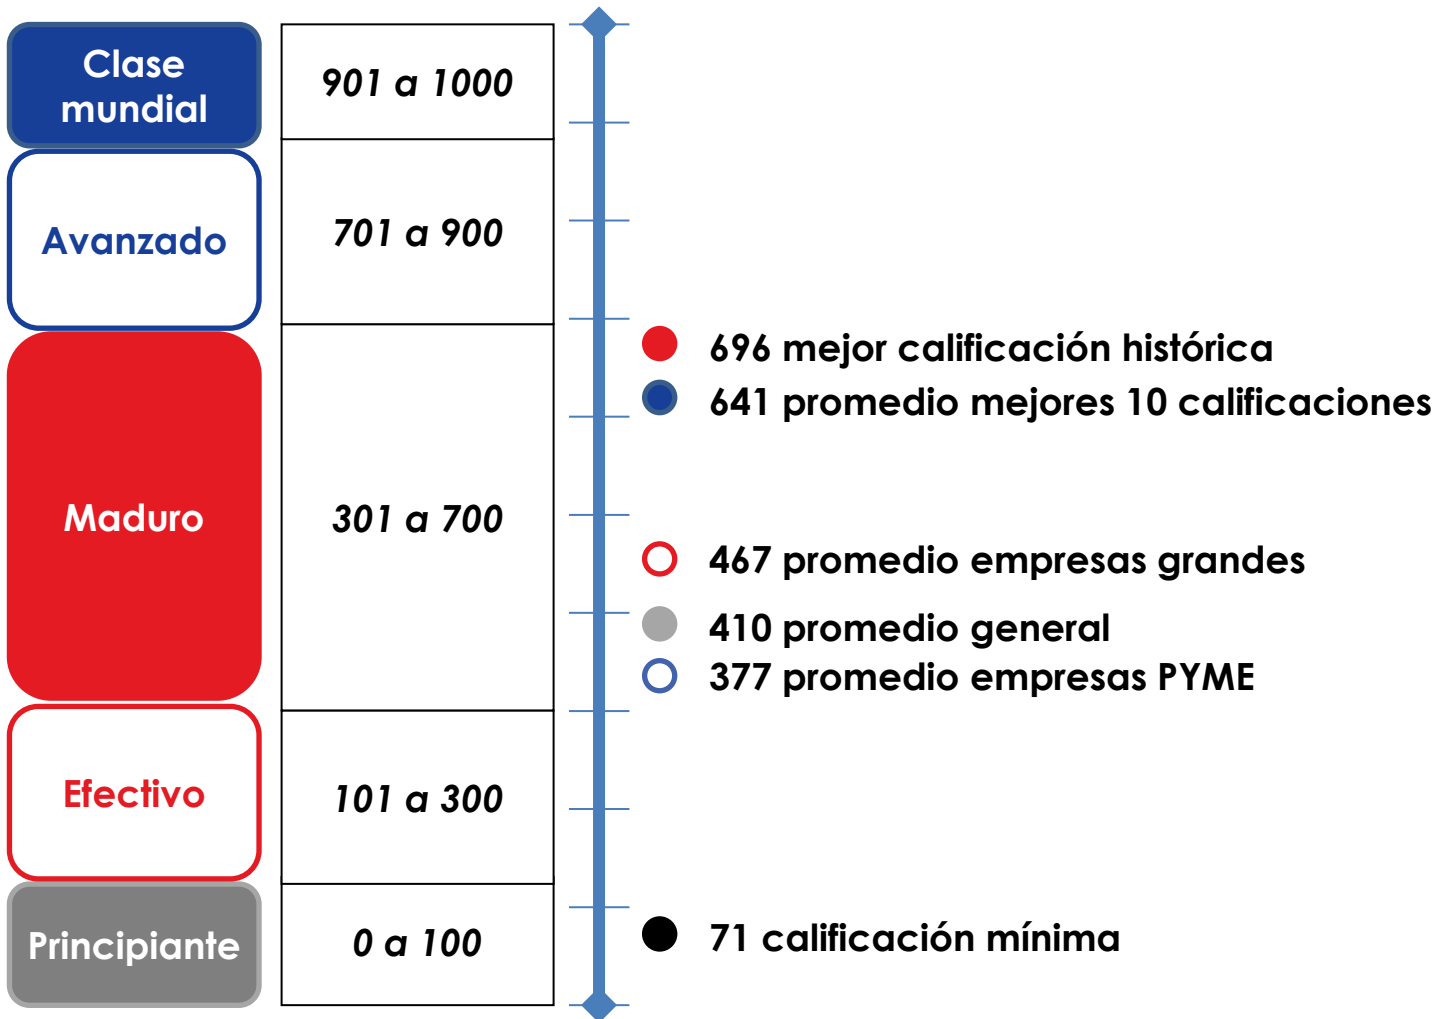 Clase
mundial
901 a 1000
Avanzado
701 a 900
696 mejor calificación histórica
641 promedio mejores 10 calificaciones
Maduro
301 a 700
467 promedio empresas grandes
410 promedio general
377 promedio empresas PYME
Efectivo
101 a 300
Principiante
0 a 100
71 calificación mínima